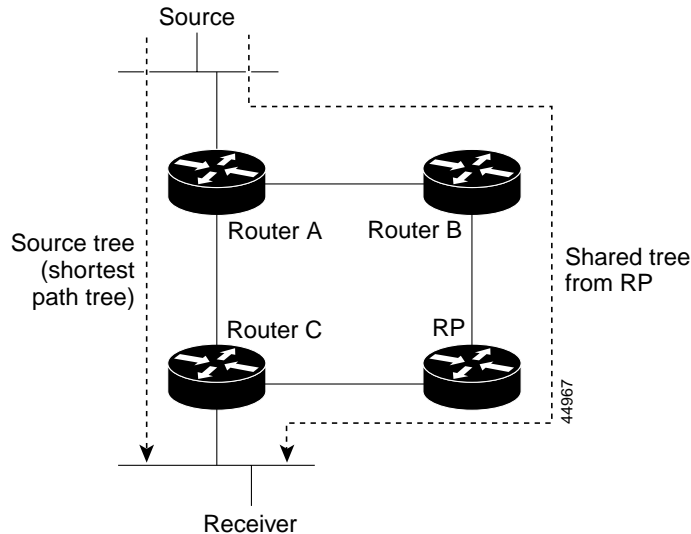 Source
Router A
Router B
Source tree
(shortest
path tree)
Shared tree
from RP
Router C
RP
44967
Receiver